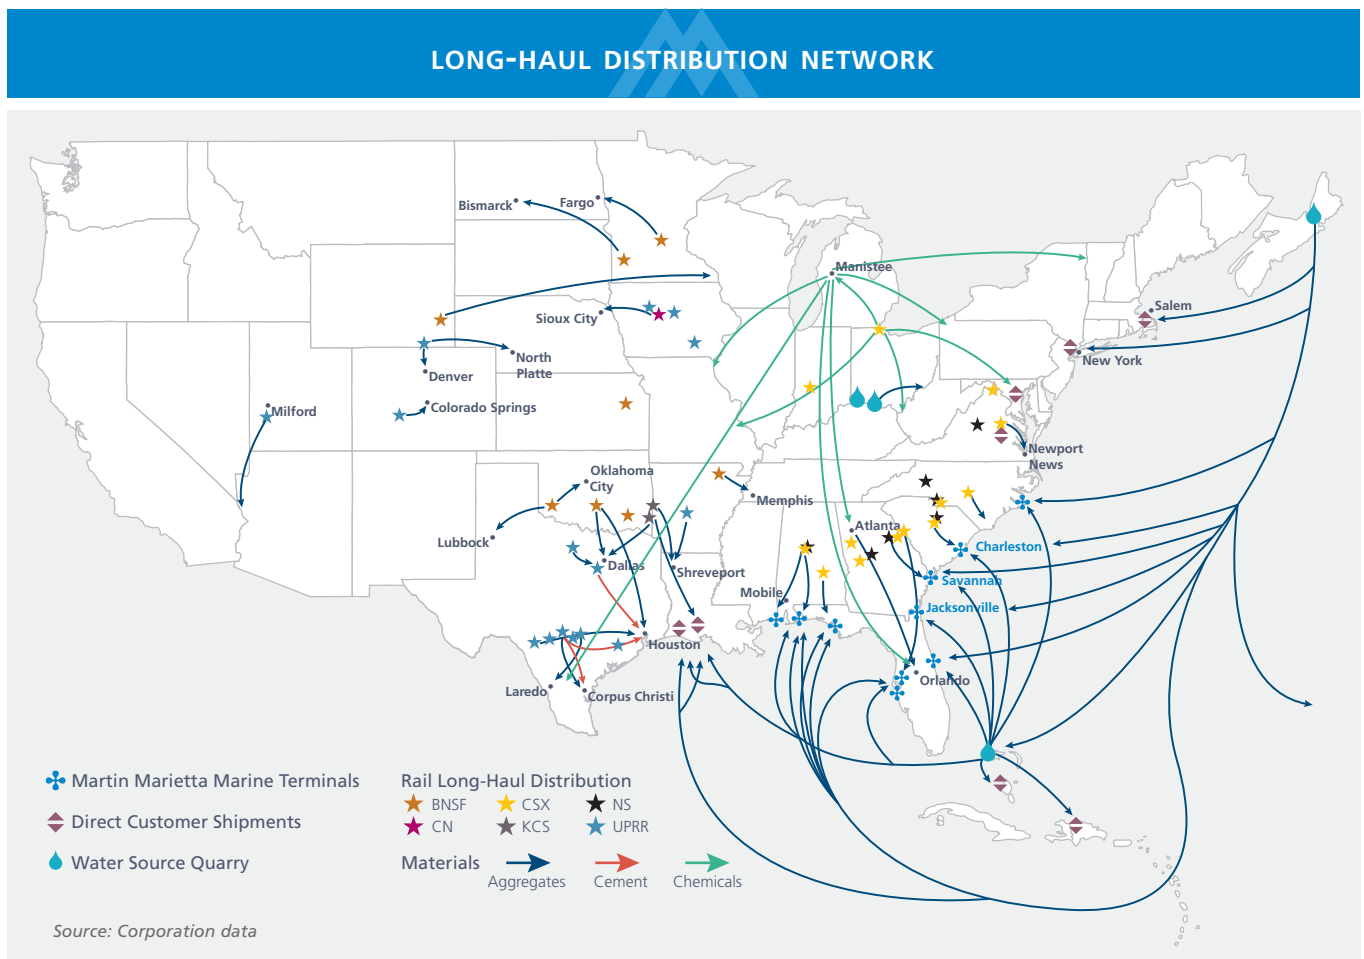 LONG-HAUL DISTRIBUTION NETWORK
Bismarck
Fargo
Manistee
Sioux City
Salem
New York
North
Platte
Denver
Colorado Springs
Milford
Newport
News
Oklahoma
City
Memphis
Lubbock
Dallas
Shreveport
Atlanta
Charleston
Savannah
Mobile
Jacksonville
Houston
Orlando
Laredo
Corpus Christi
Martin Marietta Marine Terminals
Direct Customer Shipments
Water Source Quarry
Rail Long-Haul Distribution
BNSF
CSX
NS
CN
KCS
UPRR
Materials
Aggregates
Cement
Chemicals
Source: Corporation data